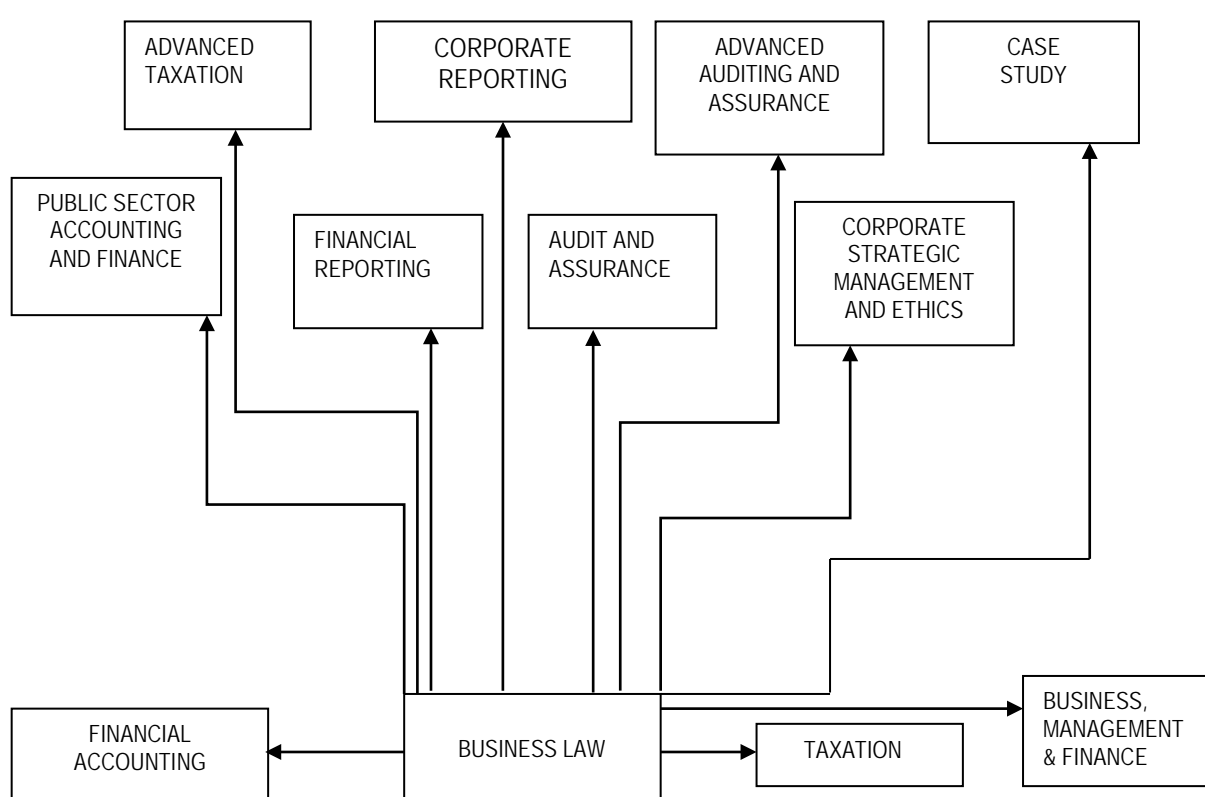 ADVANCED
TAXATION
CORPORATE
REPORTING
ADVANCED
AUDITING AND
ASSURANCE
CASE
STUDY
PUBLIC SECTOR
ACCOUNTING
AND FINANCE
FINANCIAL
REPORTING
AUDIT AND
ASSURANCE
CORPORATE
STRATEGIC
MANAGEMENT
AND ETHICS
FINANCIAL
ACCOUNTING
BUSINESS LAW
TAXATION
BUSINESS,
MANAGEMENT
& FINANCE